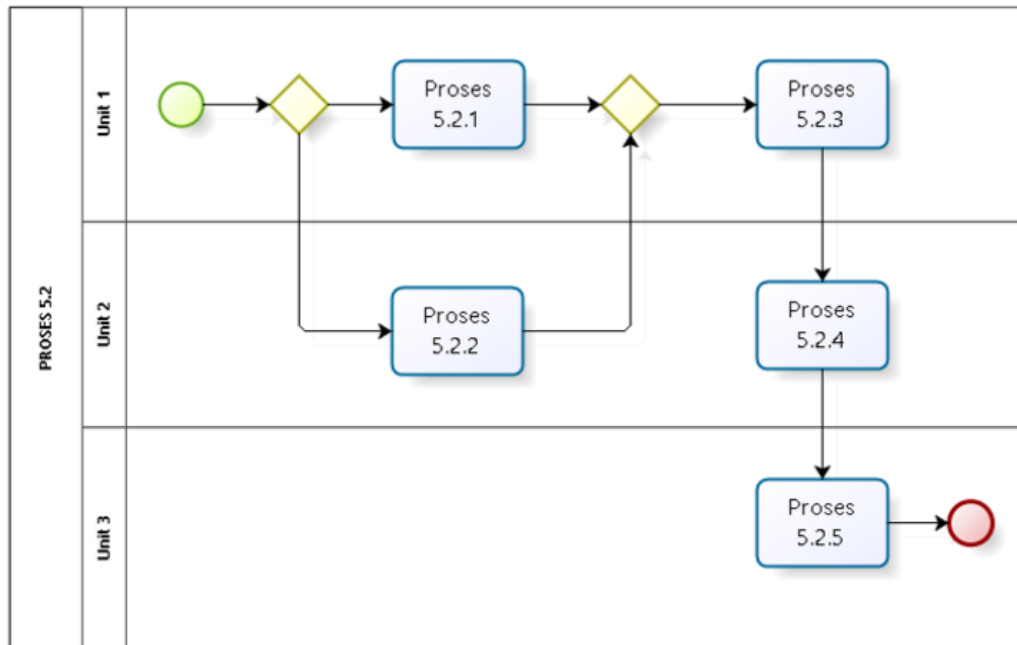 PROSES 5.2
Unit 1
Proses
5.2.1
Proses
5.2.3
Unit 2
Proses
5.2.2
Proses
5.2.4
Unit 3
Proses
5.2.5